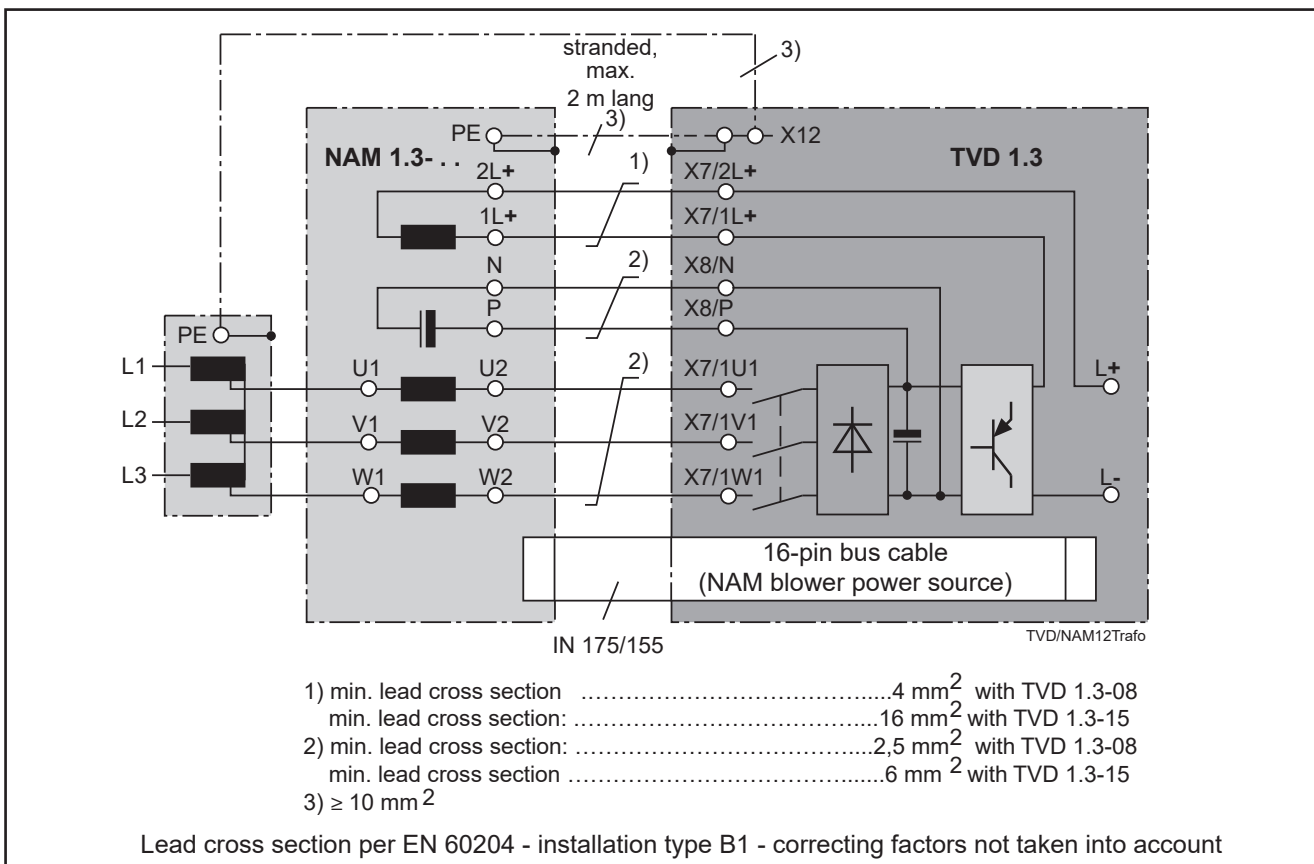 stranded,
max.
2 m lang
3)
3)
PE
X12
NAM 1.3- . .
TVD 1.3
2L+
1)
X7/2L+
1L+
X7/1L+
N
2)
X8/N
P
X8/P
PE
L1
U1
U2
2)
X7/1U1
L+
L2
V1
V2
X7/1V1
L3
W1
W2
X7/1W1
L-
16-pin bus cable
(NAM blower power source)
IN 175/155
TVD/NAM12Trafo
1) min. lead cross section ……………………………….....4 mm2 with TVD 1.3-08
min. lead cross section: …………………………………...16 mm2 with TVD 1.3-15
2) min. lead cross section: …………………………………....2,5 mm2 with TVD 1.3-08
min. lead cross section ……………………………….......6 mm 2 with TVD 1.3-15
3) ≥ 10 mm 2
Lead cross section per EN 60204 - installation type B1 - correcting factors not taken into account